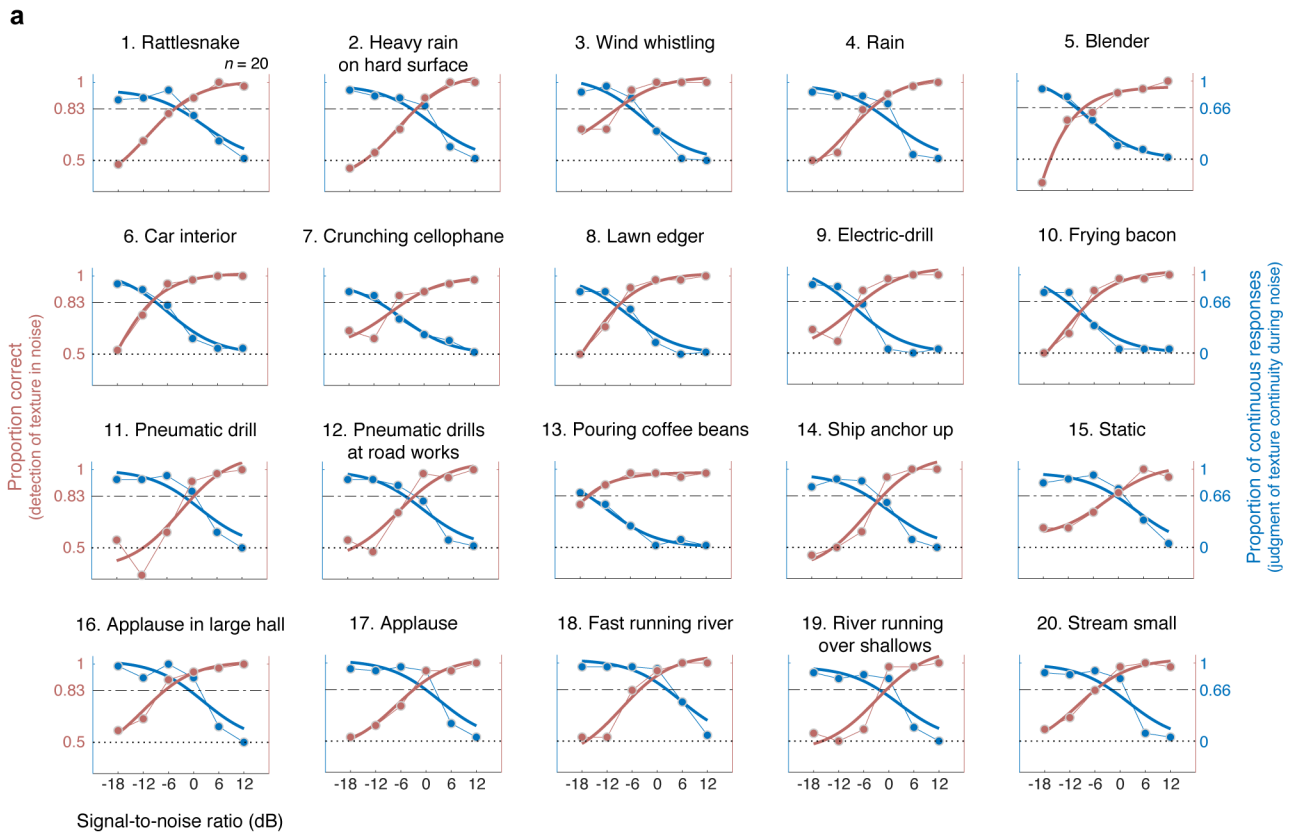 a
1. Rattlesnake
n = 20
2. Heavy rain
on hard surface
3. Wind whistling
4. Rain
5. Blender
1
0.83
0.5
1
0.66
0
6. Car interior
7. Crunching cellophane
8. Lawn edger
9. Electric-drill
10. Frying bacon
1
0.83
0.5
1
0.66
0
Proportion correct
(detection of texture in noise)
Proportion of continuous responses
(judgment of texture continuity during noise)
11. Pneumatic drill
12. Pneumatic drills
at road works
13. Pouring coffee beans
14. Ship anchor up
15. Static
1
0.83
0.5
1
0.66
0
16. Applause in large hall
17. Applause
18. Fast running river
19. River running
over shallows
20. Stream small
1
0.83
0.5
1
0.66
0
-18 -12 -6 0 6 12
-18 -12 -6 0 6 12
-18 -12 -6 0 6 12
-18 -12 -6 0 6 12
-18 -12 -6 0 6 12
Signal-to-noise ratio (dB)